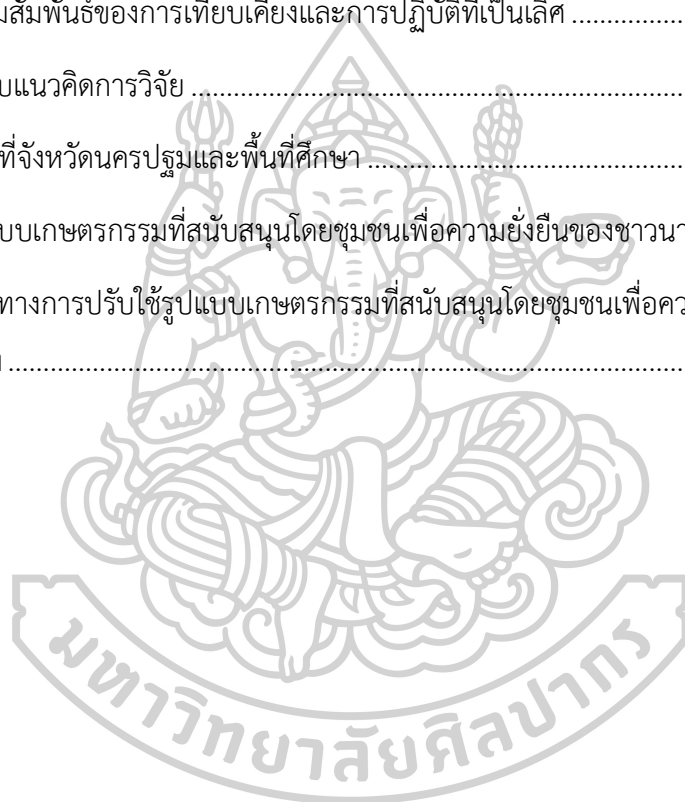 มสัมพันธ์ของการเทียบเคียงและการปฏิบัติที่เป็นเลิศ ................
บแนวคิดการวิจัย ......................................................................
ที่จังหวัดนครปฐมและพื้นที่ศึกษา .............................................
บบเกษตรกรรมที่สนับสนุนโดยชุมชนเพื่อความยั่งยืนของชาวนา
ทางการปรับใช้รูปแบบเกษตรกรรมที่สนับสนุนโดยชุมชนเพื่อคว
......................................................................................................
มหาวิทยาลัยศิลปากร